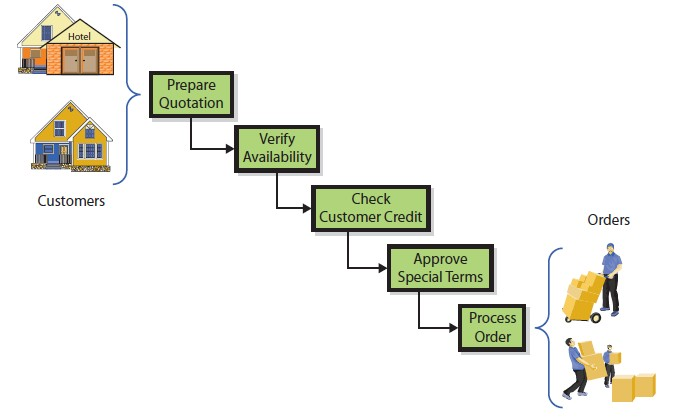 Hotel
Customers
Prepare
Quotation
Verify
Availability
Check
Customer Credit
Approve
Special Terms
Process
Order
Orders